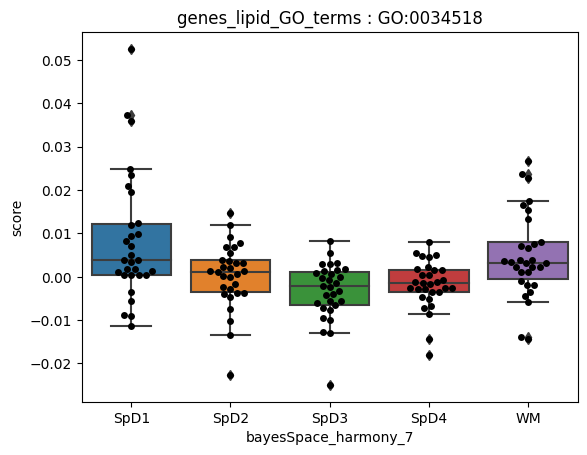 genes_lipid_GO_terms : GO:0034518
0.05
0.04
0.03
0.02
0.01
0.00
−0.01
−0.02
score
SpD1 SpD2 SpD3 SpD4 WM
bayesSpace_harmony_7